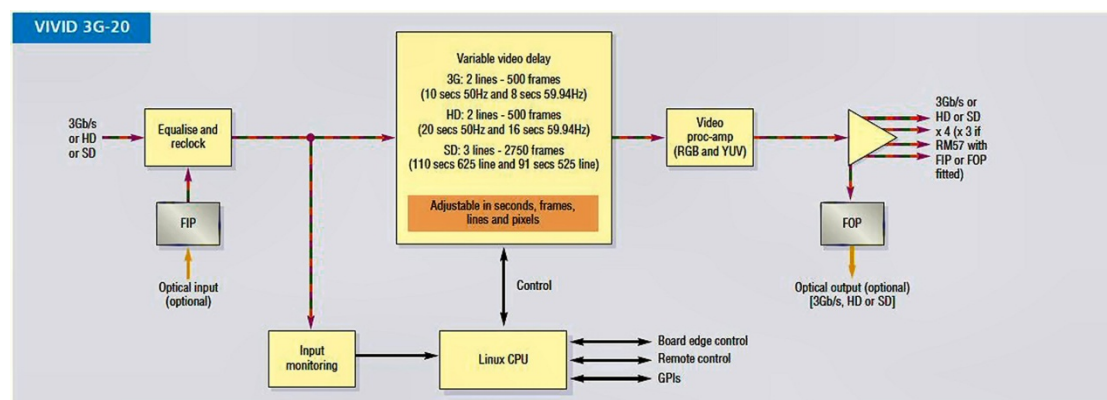 VIVID 3G-20
Variable video delay
3G: 2 lines - 500 frames
(10 secs 50Hz and 8 secs 59.94Hz)
HD: 2 lines - 500 frames
(20 secs 50Hz and 16 secs 59.94Hz)
SD: 3 lines - 2750 frames
(110 secs 625 line and 91 secs 525 line)
Adjustable in seconds, frames,
lines and pixels
3Gb/s
or HD
or SD
Equalise and
reclock
Video
proc-amp
(RGB and YUV)
3Gb/s or
HD or SD
x 4 (x 3 if
RM57 with
FIP or FOP
fitted)
FIP
FOP
Optical input
(optional)
Control
Optical output (optional)
[3Gb/s, HD or SD]
Input
monitoring
Linux CPU
Board edge control
Remote control
GPIs